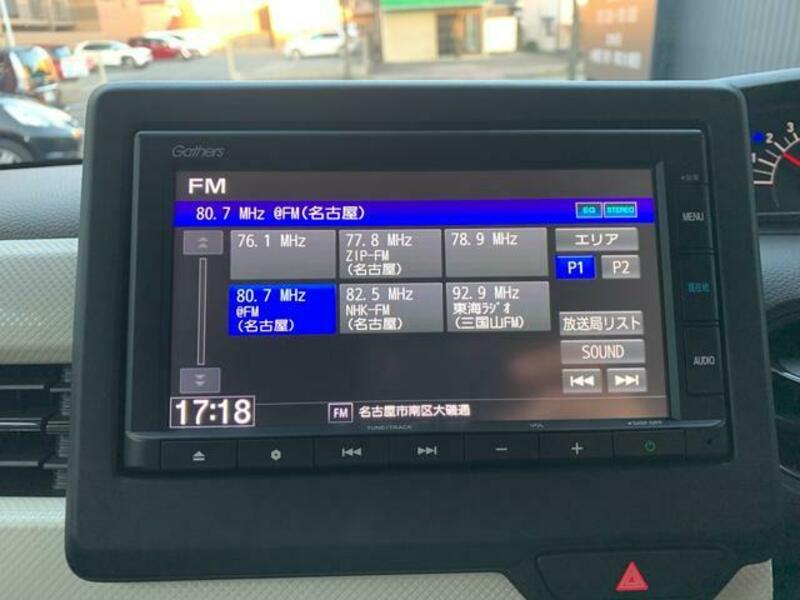 Gathers
FM
80.7 MHz @FM(名古屋) EQ STEREO
76.1 MHz
77.8 MHz
ZIP-FM
(名古屋)
78.9 MHz
エリア
P1 P2
80.7 MHz
@FM
(名古屋)
82.5 MHz
NHK-FM
(名古屋)
92.9 MHz
東海ラジオ
(三国山FM)
放送局リスト
SOUND
17:18
FM 名古屋市南区大磯通
MENU
現在地
AUDIO
TUNE/TRACK
VOL
1 2 3